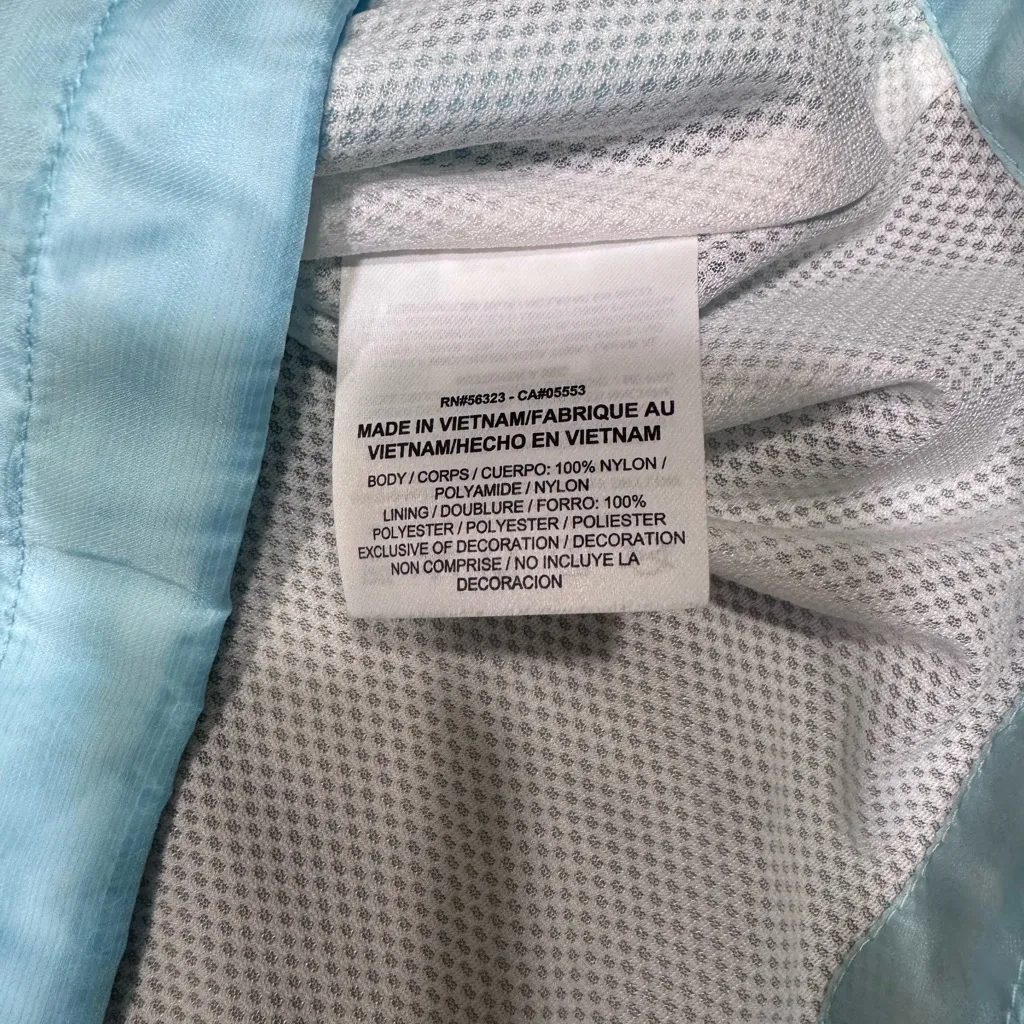 RN#56323 - CA#05553
MADE IN VIETNAM/FABRIQUE AU
VIETNAM/HECHO EN VIETNAM
BODY / CORPS / CUERPO: 100% NYLON /
POLYAMIDE / NYLON
LINING / DOUBLURE / FORRO: 100%
POLYESTER / POLYESTER / POLIESTER
EXCLUSIVE OF DECORATION / DECORATION
NON COMPRISE / NO INCLUYE LA
DECORACION